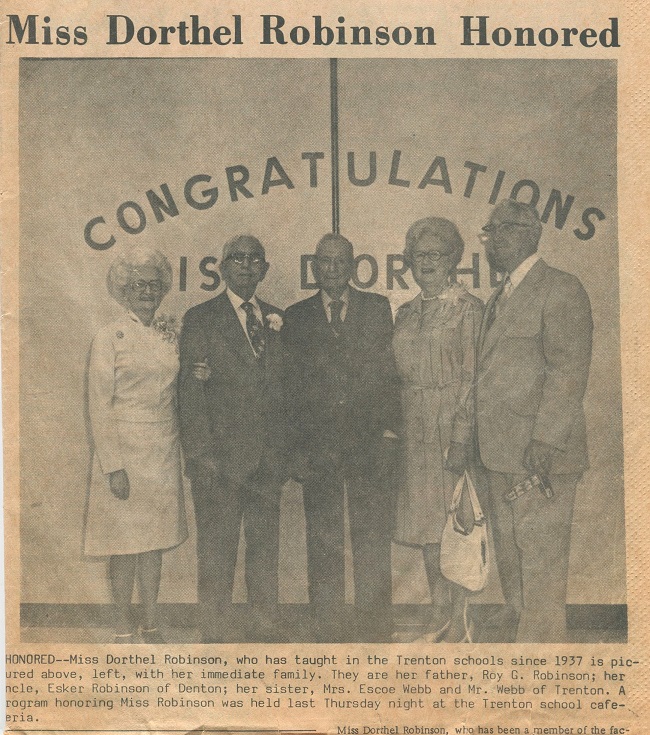 Miss Dorthel Robinson Honored
CONGRATULATIONS
IS DORTHE
HONORED--Miss Dorthel Robinson, who has taught in the Trenton schools since 1937 is pic-
ured above, left, with her immediate family. They are her father, Roy G. Robinson; her
ncle, Esker Robinson of Denton; her sister, Mrs. Escoe Webb and Mr. Webb of Trenton. A
rogram honoring Miss Robinson was held last Thursday night at the Trenton school cafe-
eria.
Miss Dorthel Robinson, who has been a member of the fac-